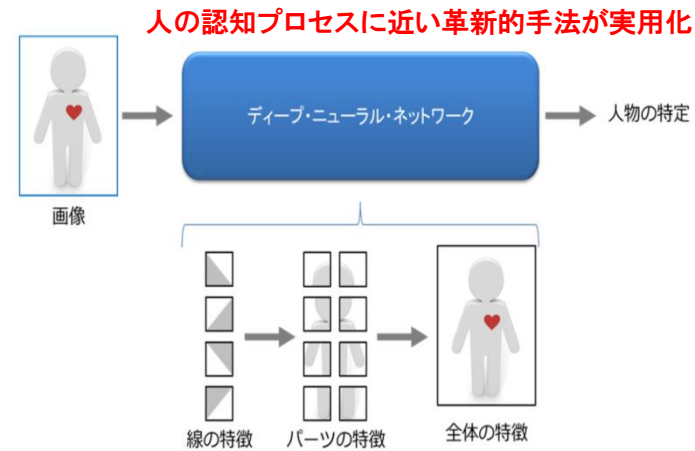 人の認知プロセスに近い革新的手法が実用化
ディープ・ニューラル・ネットワーク
人物の特定
画像
線の特徴
パーツの特徴
全体の特徴